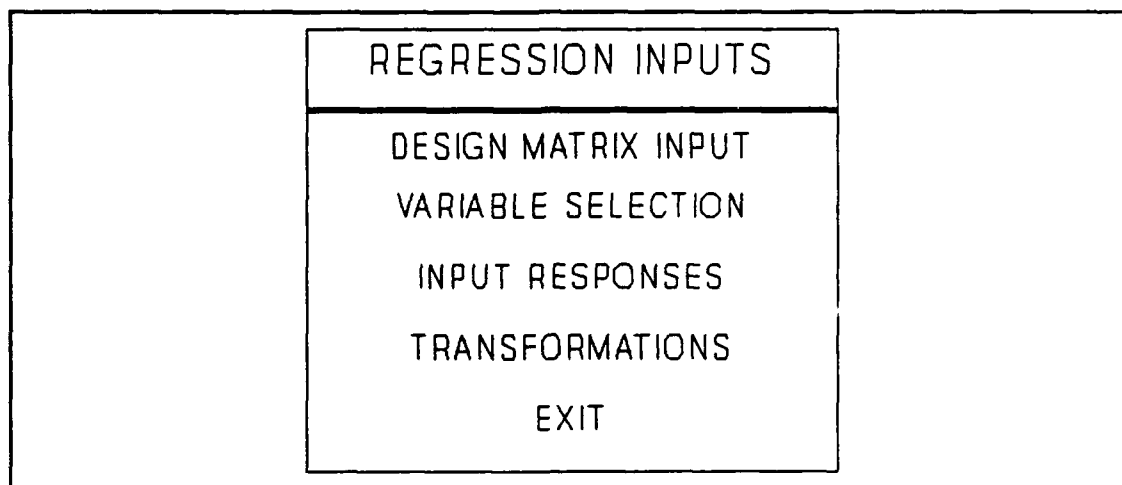 REGRESSION INPUTS
DESIGN MATRIX INPUT
VARIABLE SELECTION
INPUT RESPONSES
TRANSFORMATIONS
EXIT